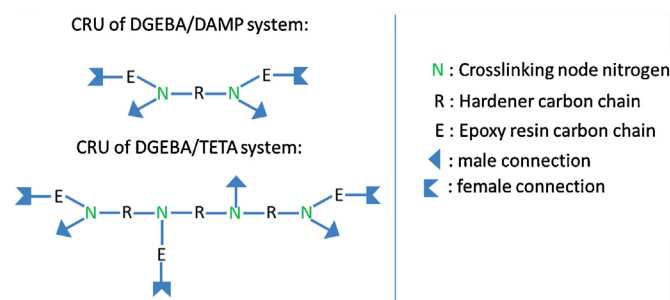 CRU of DGEBA/DAMP system:
E E
N R N
CRU of DGEBA/TETA system:
E E
N R N R N R N
E
N : Crosslinking node nitrogen
R : Hardener carbon chain
E : Epoxy resin carbon chain
: male connection
: female connection